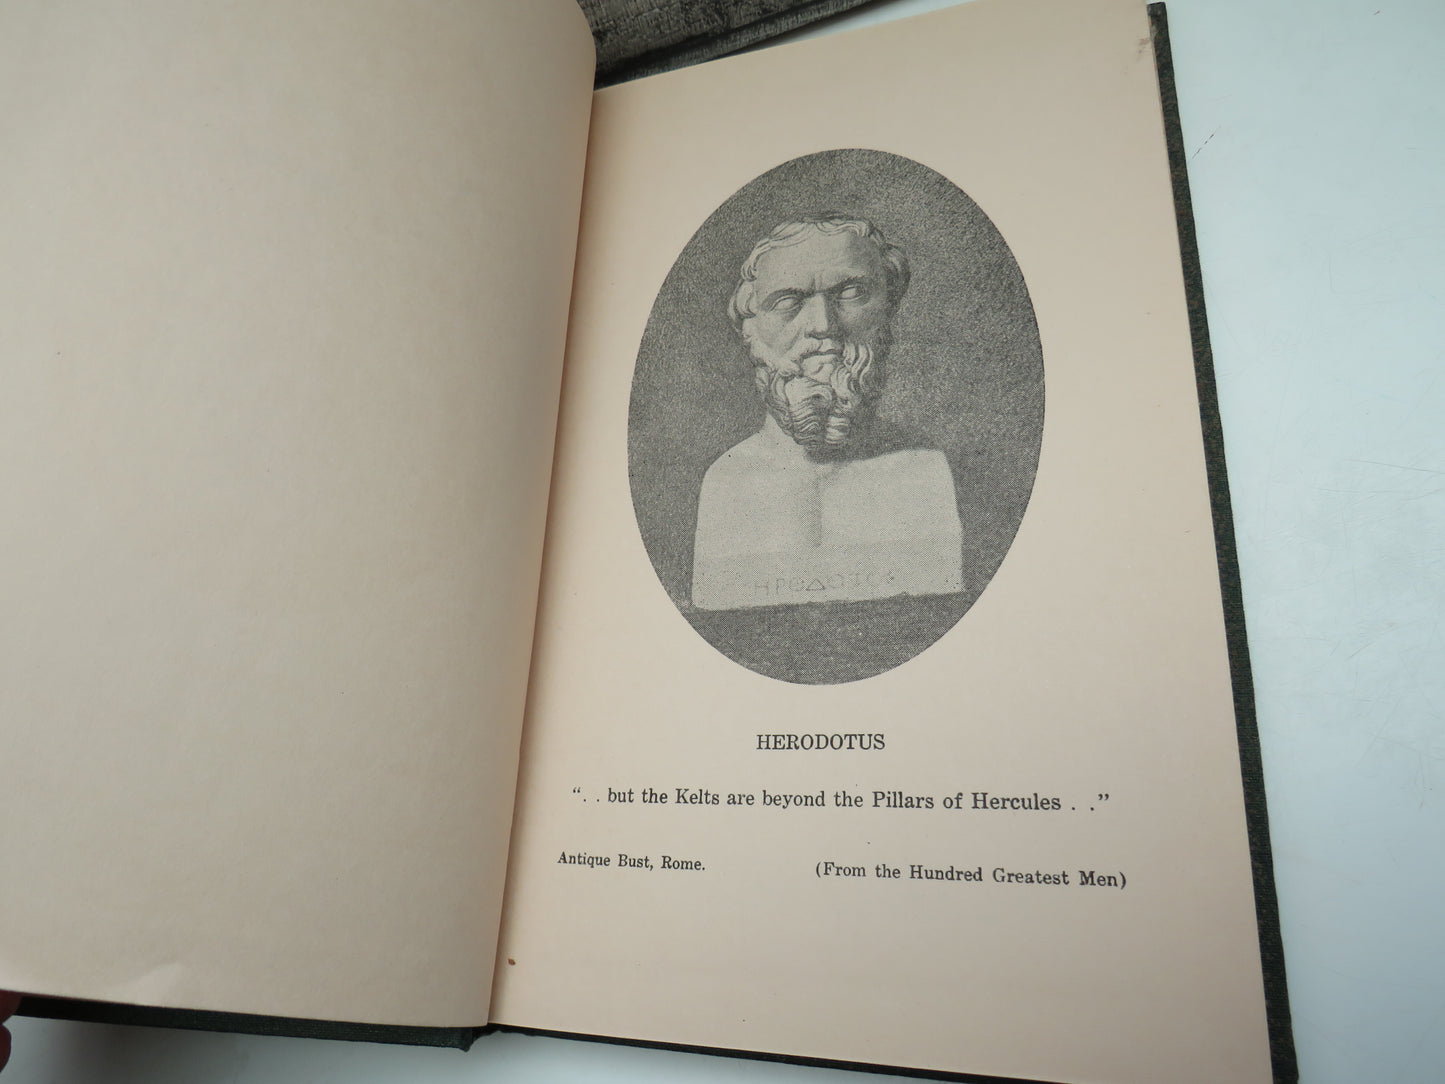 ΗΡΟΔΟΤΟΣ
HERODOTUS
“. . but the Kelts are beyond the Pillars of Hercules . .”
Antique Bust, Rome. (From the Hundred Greatest Men)